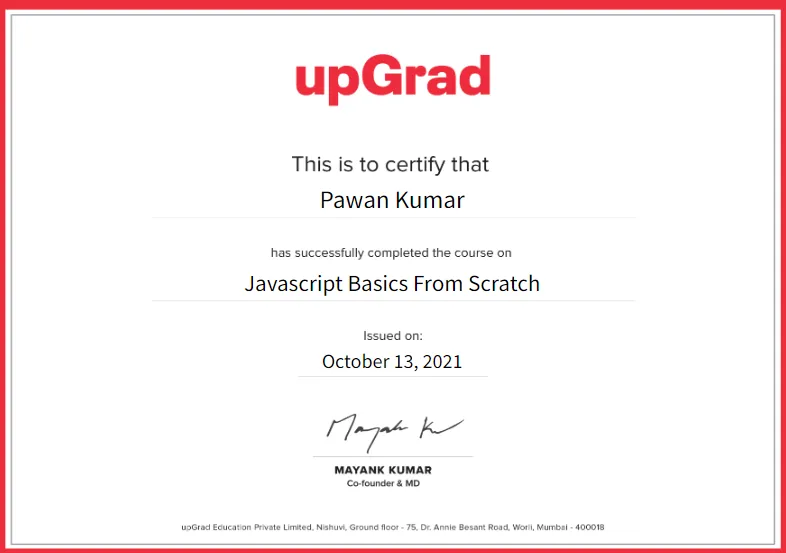 upGrad
This is to certify that
Pawan Kumar
has successfully completed the course on
Javascript Basics From Scratch
Issued on:
October 13, 2021
Mayank Ku
MAYANK KUMAR
Co-founder & MD
upGrad Education Private Limited, Nishuvi, Ground floor - 75, Dr. Annie Besant Road, Worli, Mumbai - 400018